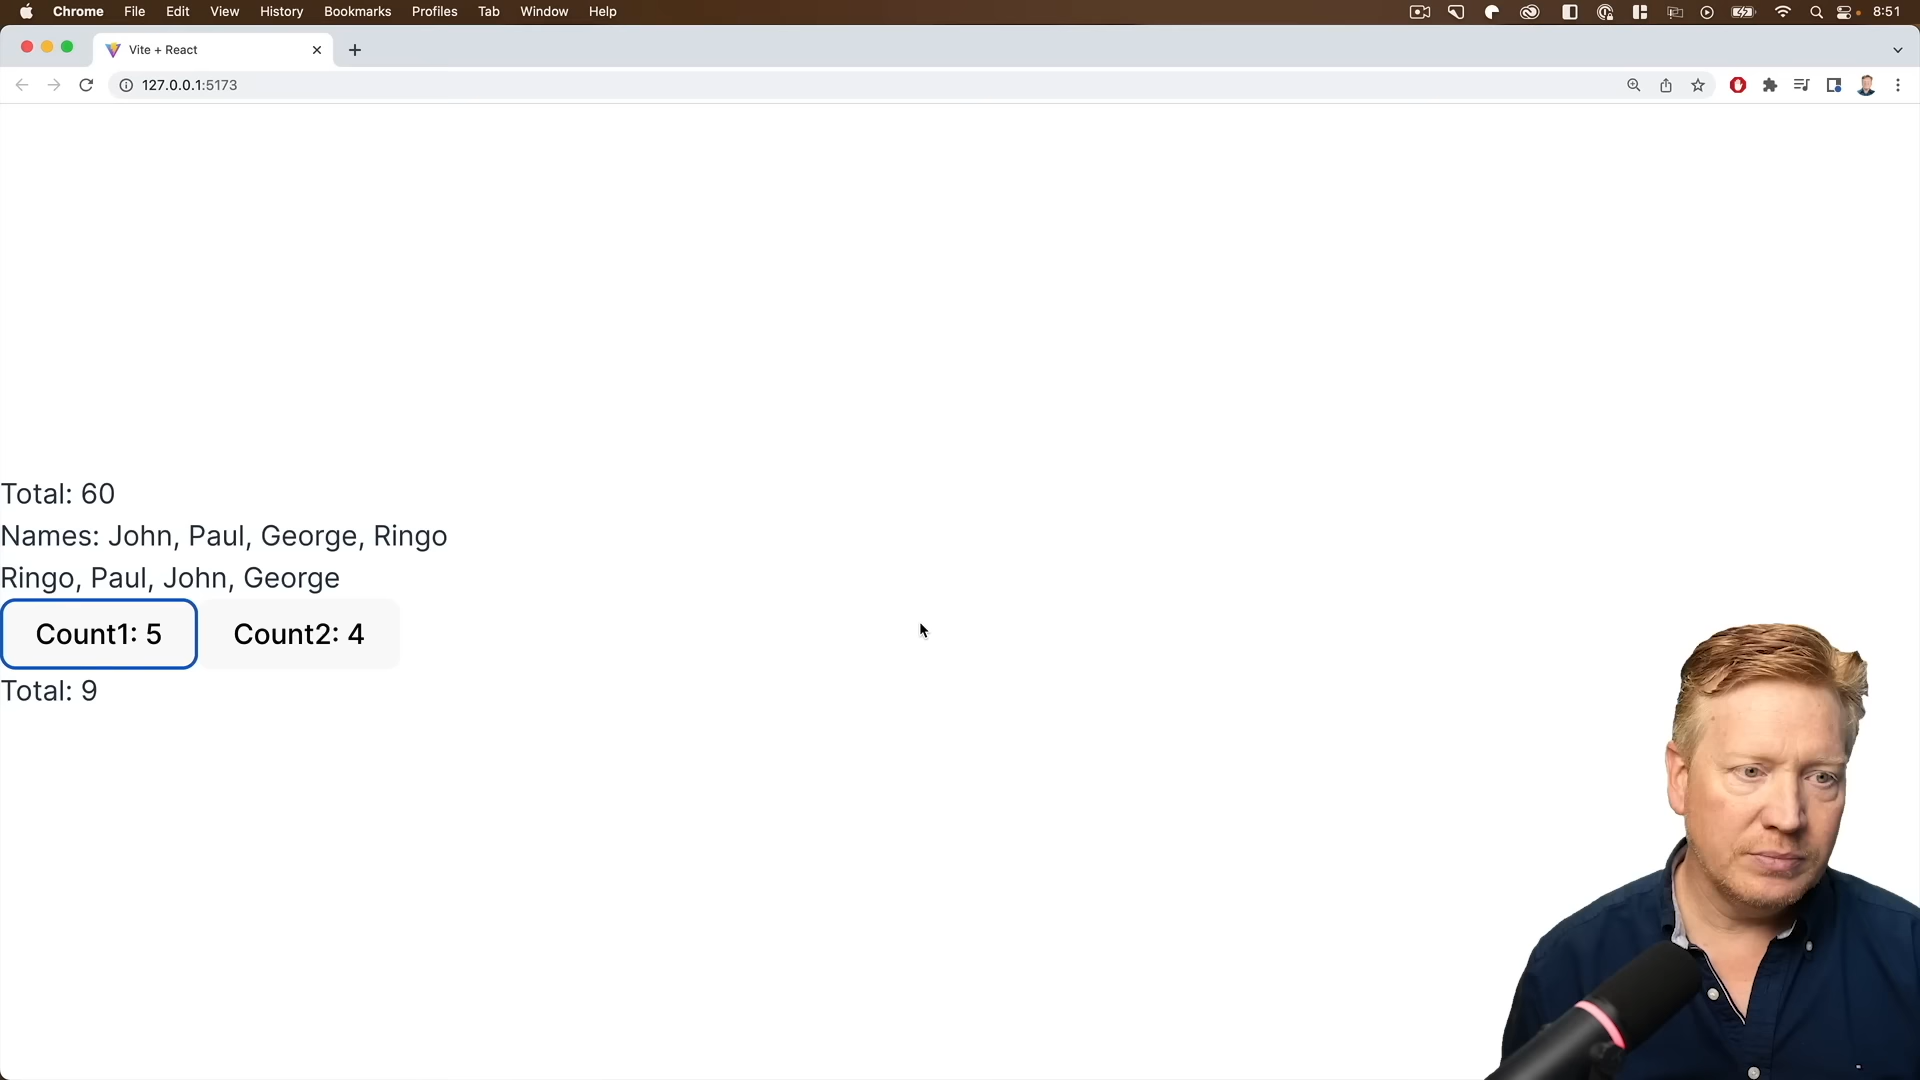 Chrome File Edit View History Bookmarks Profiles Tab Window Help 8:51
Vite + React
127.0.0.1:5173
Total: 60
Names: John, Paul, George, Ringo
Ringo, Paul, John, George
Count1: 5 Count2: 4
Total: 9